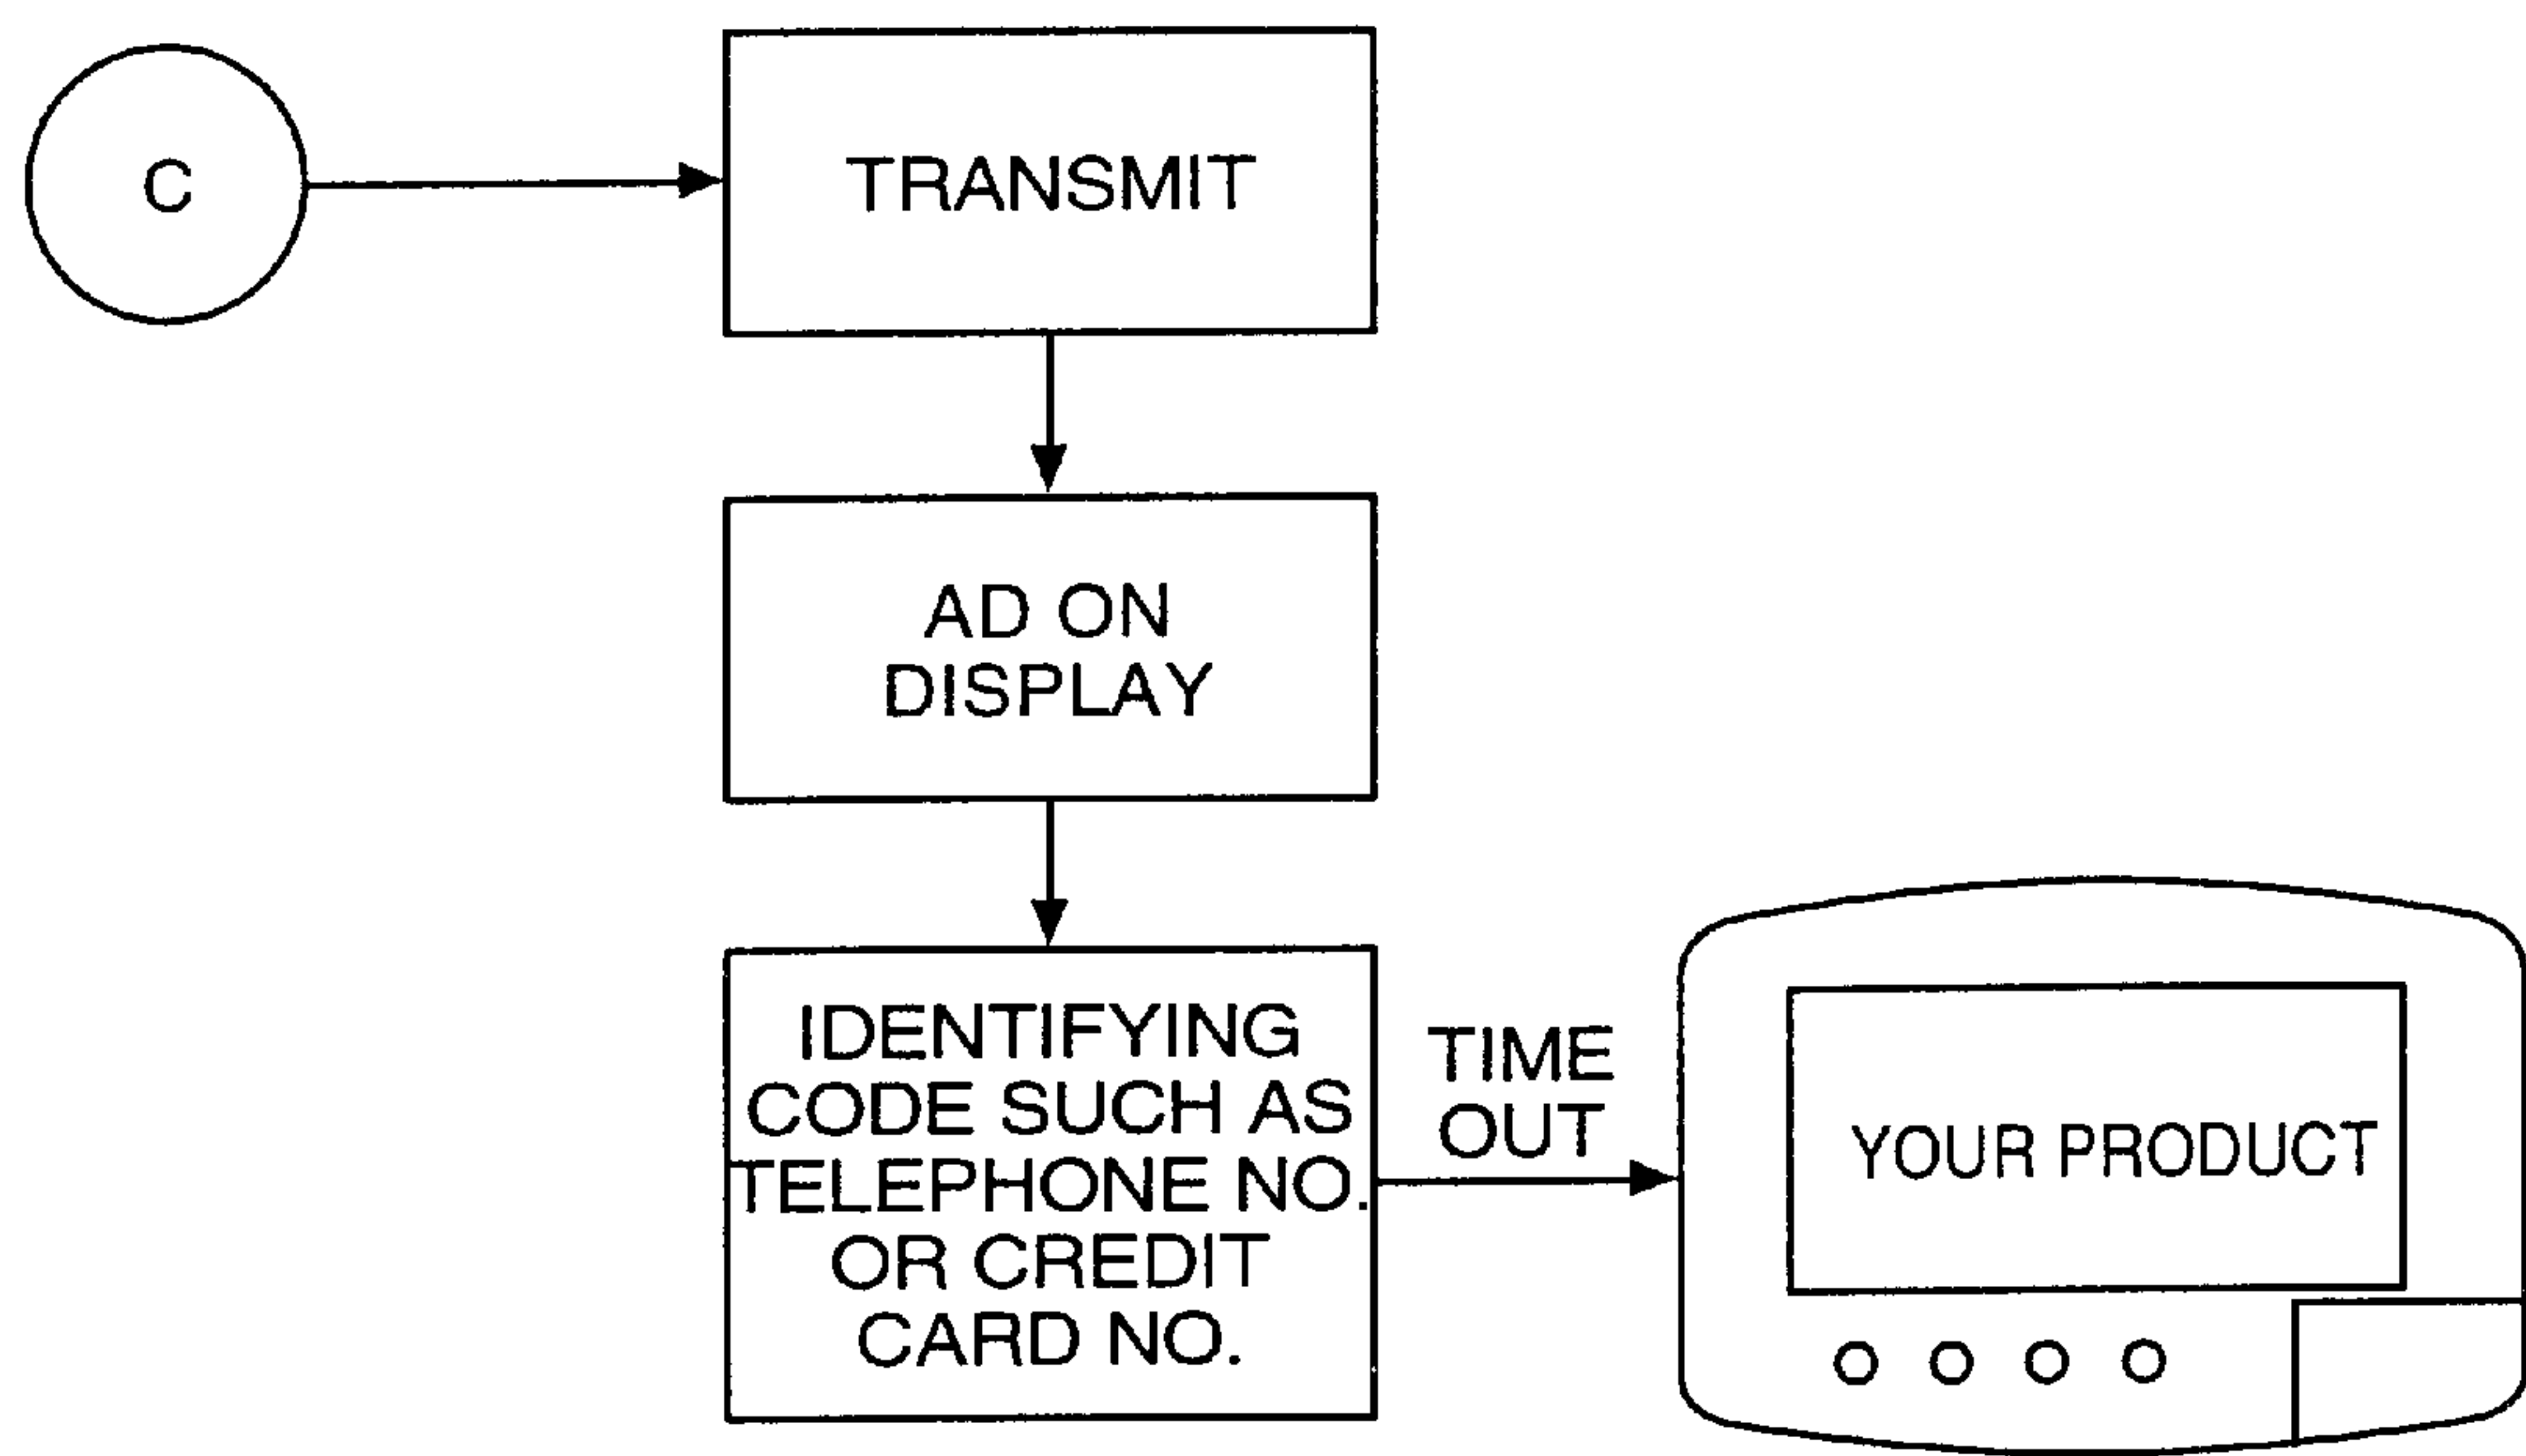 C
TRANSMIT
AD ON
DISPLAY
IDENTIFYING
CODE SUCH AS
TELEPHONE NO.
OR CREDIT
CARD NO.
TIME
OUT
YOUR PRODUCT